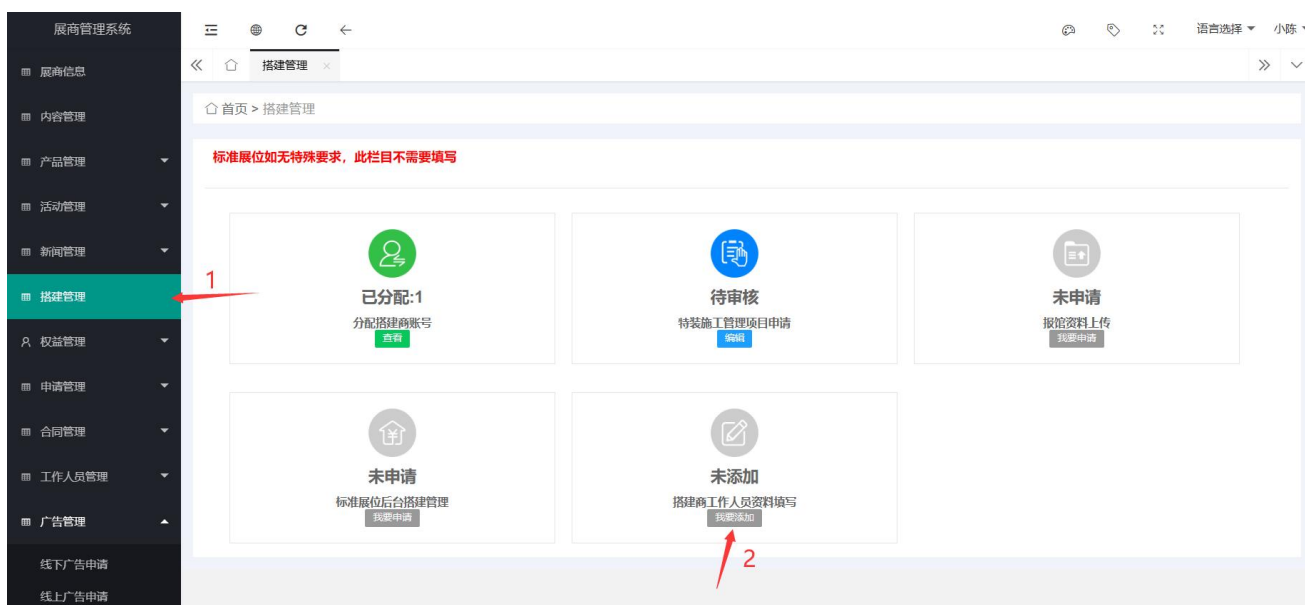 展商管理系统
语言选择
小陈
展商信息
搭建管理
首页 > 搭建管理
内容管理
标准展位如无特殊要求，此栏目不需要填写
产品管理
活动管理
新闻管理
搭建管理
1
权益管理
申请管理
合同管理
工作人员管理
广告管理
线下广告申请
线上广告申请
已分配:1
分配搭建商账号
查看
待审核
特装施工管理项目申请
编辑
未申请
报馆资料上传
我要申请
未申请
标准展位后台搭建管理
我要申请
未添加
搭建商工作人员资料填写
我要添加
2